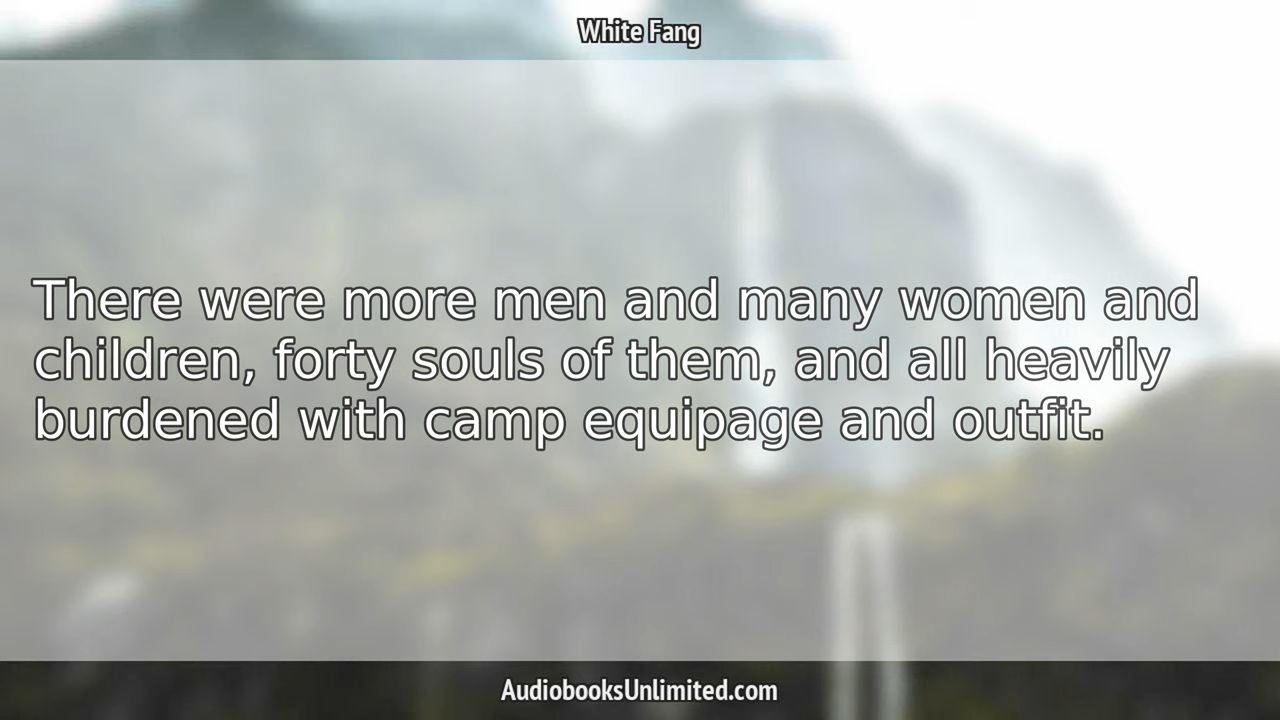 White Fang
There were more men and many women and
children, forty souls of them, and all heavily
burdened with camp equipage and outfit.
AudiobooksUnlimited.com